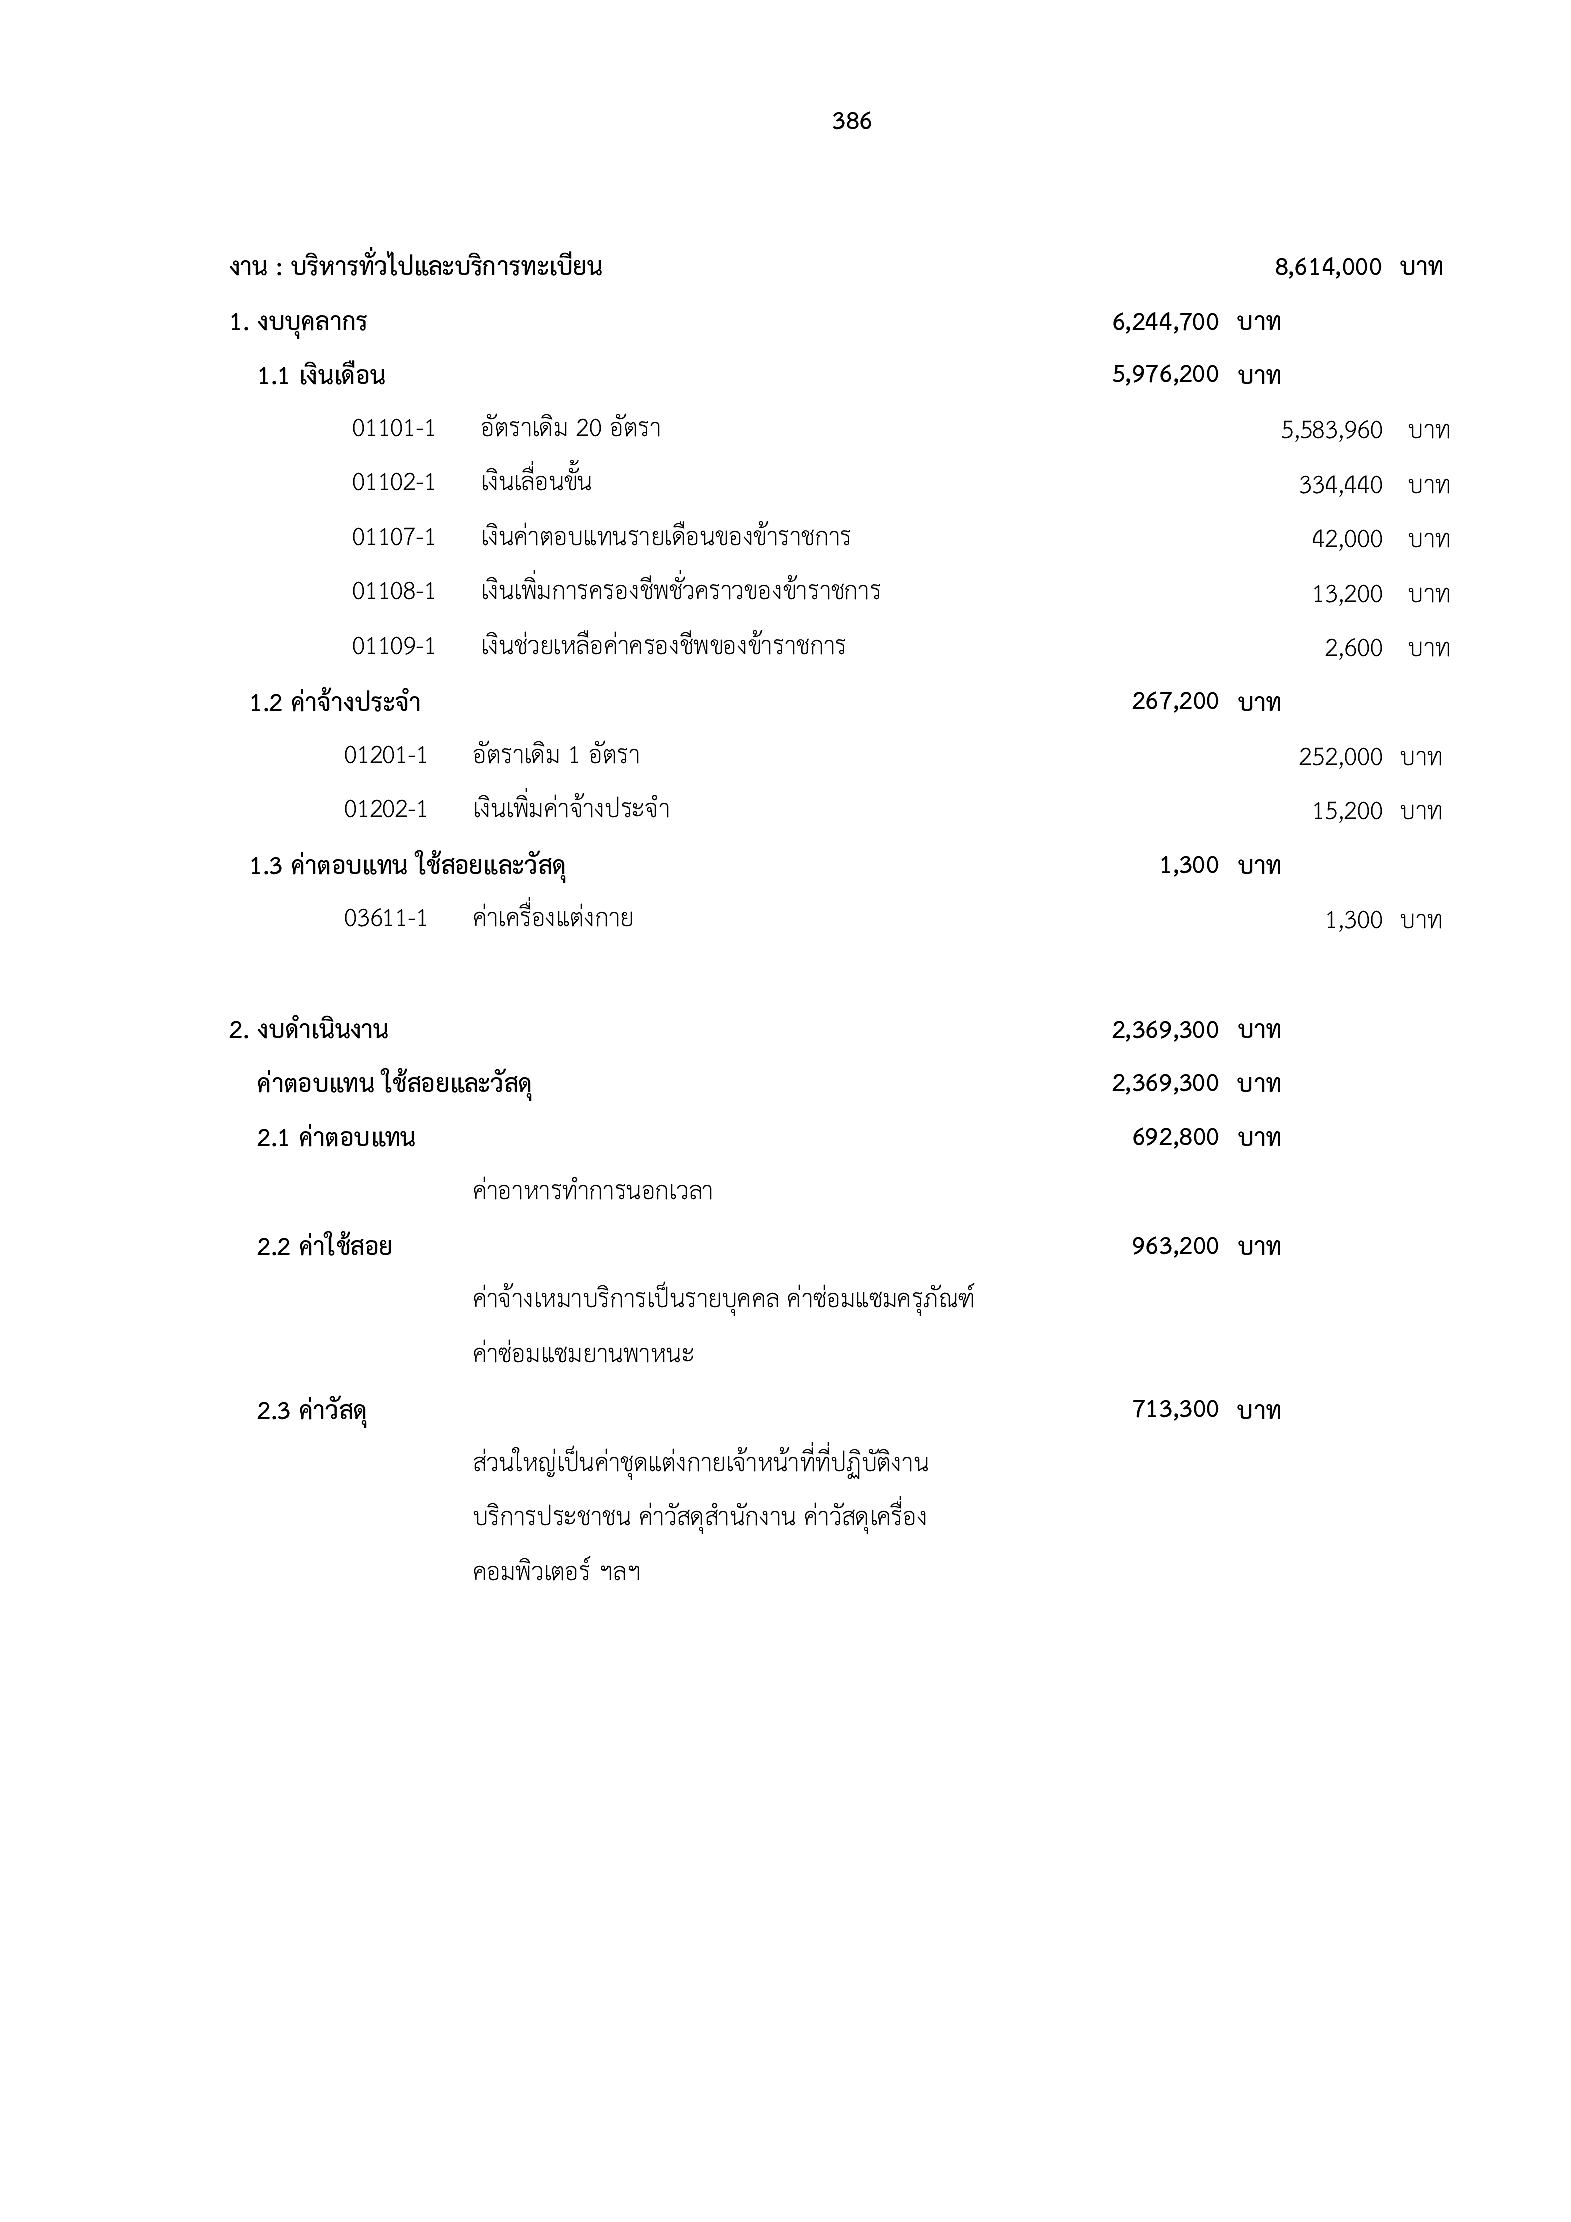 386
งาน : บริหารทั่วไปและบริการทะเบียน 8,614,000 บาท
1. งบบุคลากร 6,244,700 บาท
1.1 เงินเดือน 5,976,200 บาท
01101-1 อัตราเดิม 20 อัตรา 5,583,960 บาท
01102-1 เงินเลื่อนขั้น 334,440 บาท
01107-1 เงินค่าตอบแทนรายเดือนของข้าราชการ 42,000 บาท
01108-1 เงินเพิ่มการครองชีพชั่วคราวของข้าราชการ 13,200 บาท
01109-1 เงินช่วยเหลือค่าครองชีพของข้าราชการ 2,600 บาท
1.2 ค่าจ้างประจำ 267,200 บาท
01201-1 อัตราเดิม 1 อัตรา 252,000 บาท
01202-1 เงินเพิ่มค่าจ้างประจำ 15,200 บาท
1.3 ค่าตอบแทน ใช้สอยและวัสดุ 1,300 บาท
03611-1 ค่าเครื่องแต่งกาย 1,300 บาท
2. งบดำเนินงาน 2,369,300 บาท
ค่าตอบแทน ใช้สอยและวัสดุ 2,369,300 บาท
2.1 ค่าตอบแทน 692,800 บาท
ค่าอาหารทำการนอกเวลา
2.2 ค่าใช้สอย 963,200 บาท
ค่าจ้างเหมาบริการเป็นรายบุคคล ค่าซ่อมแซมครุภัณฑ์
ค่าซ่อมแซมยานพาหนะ
2.3 ค่าวัสดุ 713,300 บาท
ส่วนใหญ่เป็นค่าชุดแต่งกายเจ้าหน้าที่ที่ปฏิบัติงาน
บริการประชาชน ค่าวัสดุสำนักงาน ค่าวัสดุเครื่อง
คอมพิวเตอร์ ฯลฯ